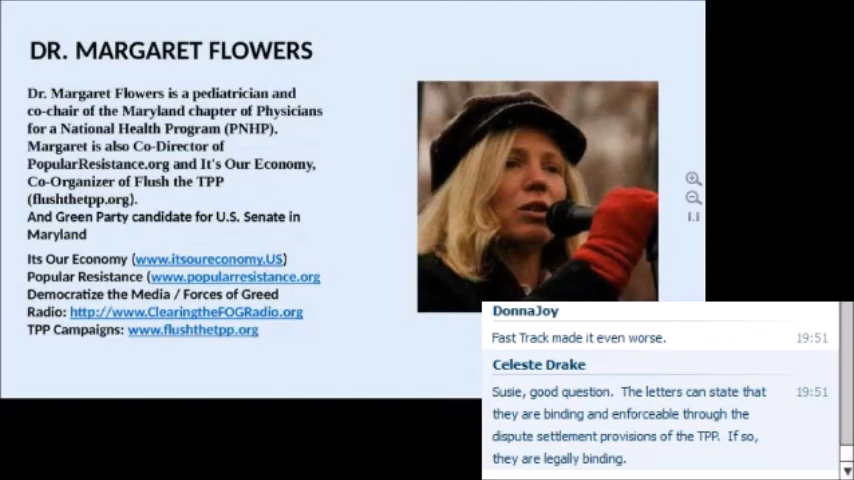 DR. MARGARET FLOWERS
Dr. Margaret Flowers is a pediatrician and
co-chair of the Maryland chapter of Physicians
for a National Health Program (PNHP).
Margaret is also Co-Director of
PopularResistance.org and It's Our Economy,
Co-Organizer of Flush the TPP
(flushthetpp.org).
And Green Party candidate for U.S. Senate in
Maryland
Its Our Economy (www.itsoureconomy.US)
Popular Resistance (www.popularresistance.org
Democratize the Media / Forces of Greed
Radio: http://www.ClearingtheFOGRadio.org
TPP Campaigns: www.flushthetpp.org
DonnaJoy
Fast Track made it even worse. 19:51
Celeste Drake
Susie, good question. The letters can state that 19:51
they are binding and enforceable through the
dispute settlement provisions of the TPP. If so,
they are legally binding.